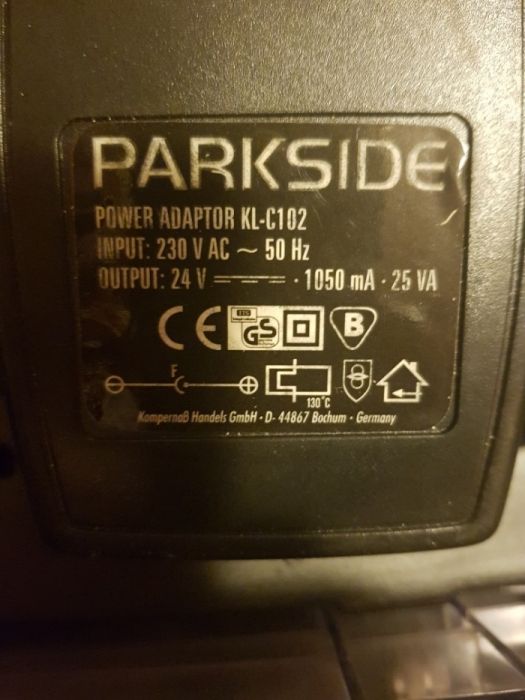 PARKSIDE
POWER ADAPTOR KL-C102
INPUT: 230 V AC ~ 50 Hz
OUTPUT: 24 V ⎓ · 1050 mA · 25 VA
CE ITS GS B
F
130°C
Kompernaß Handels GmbH · D- 44867 Bochum · Germany